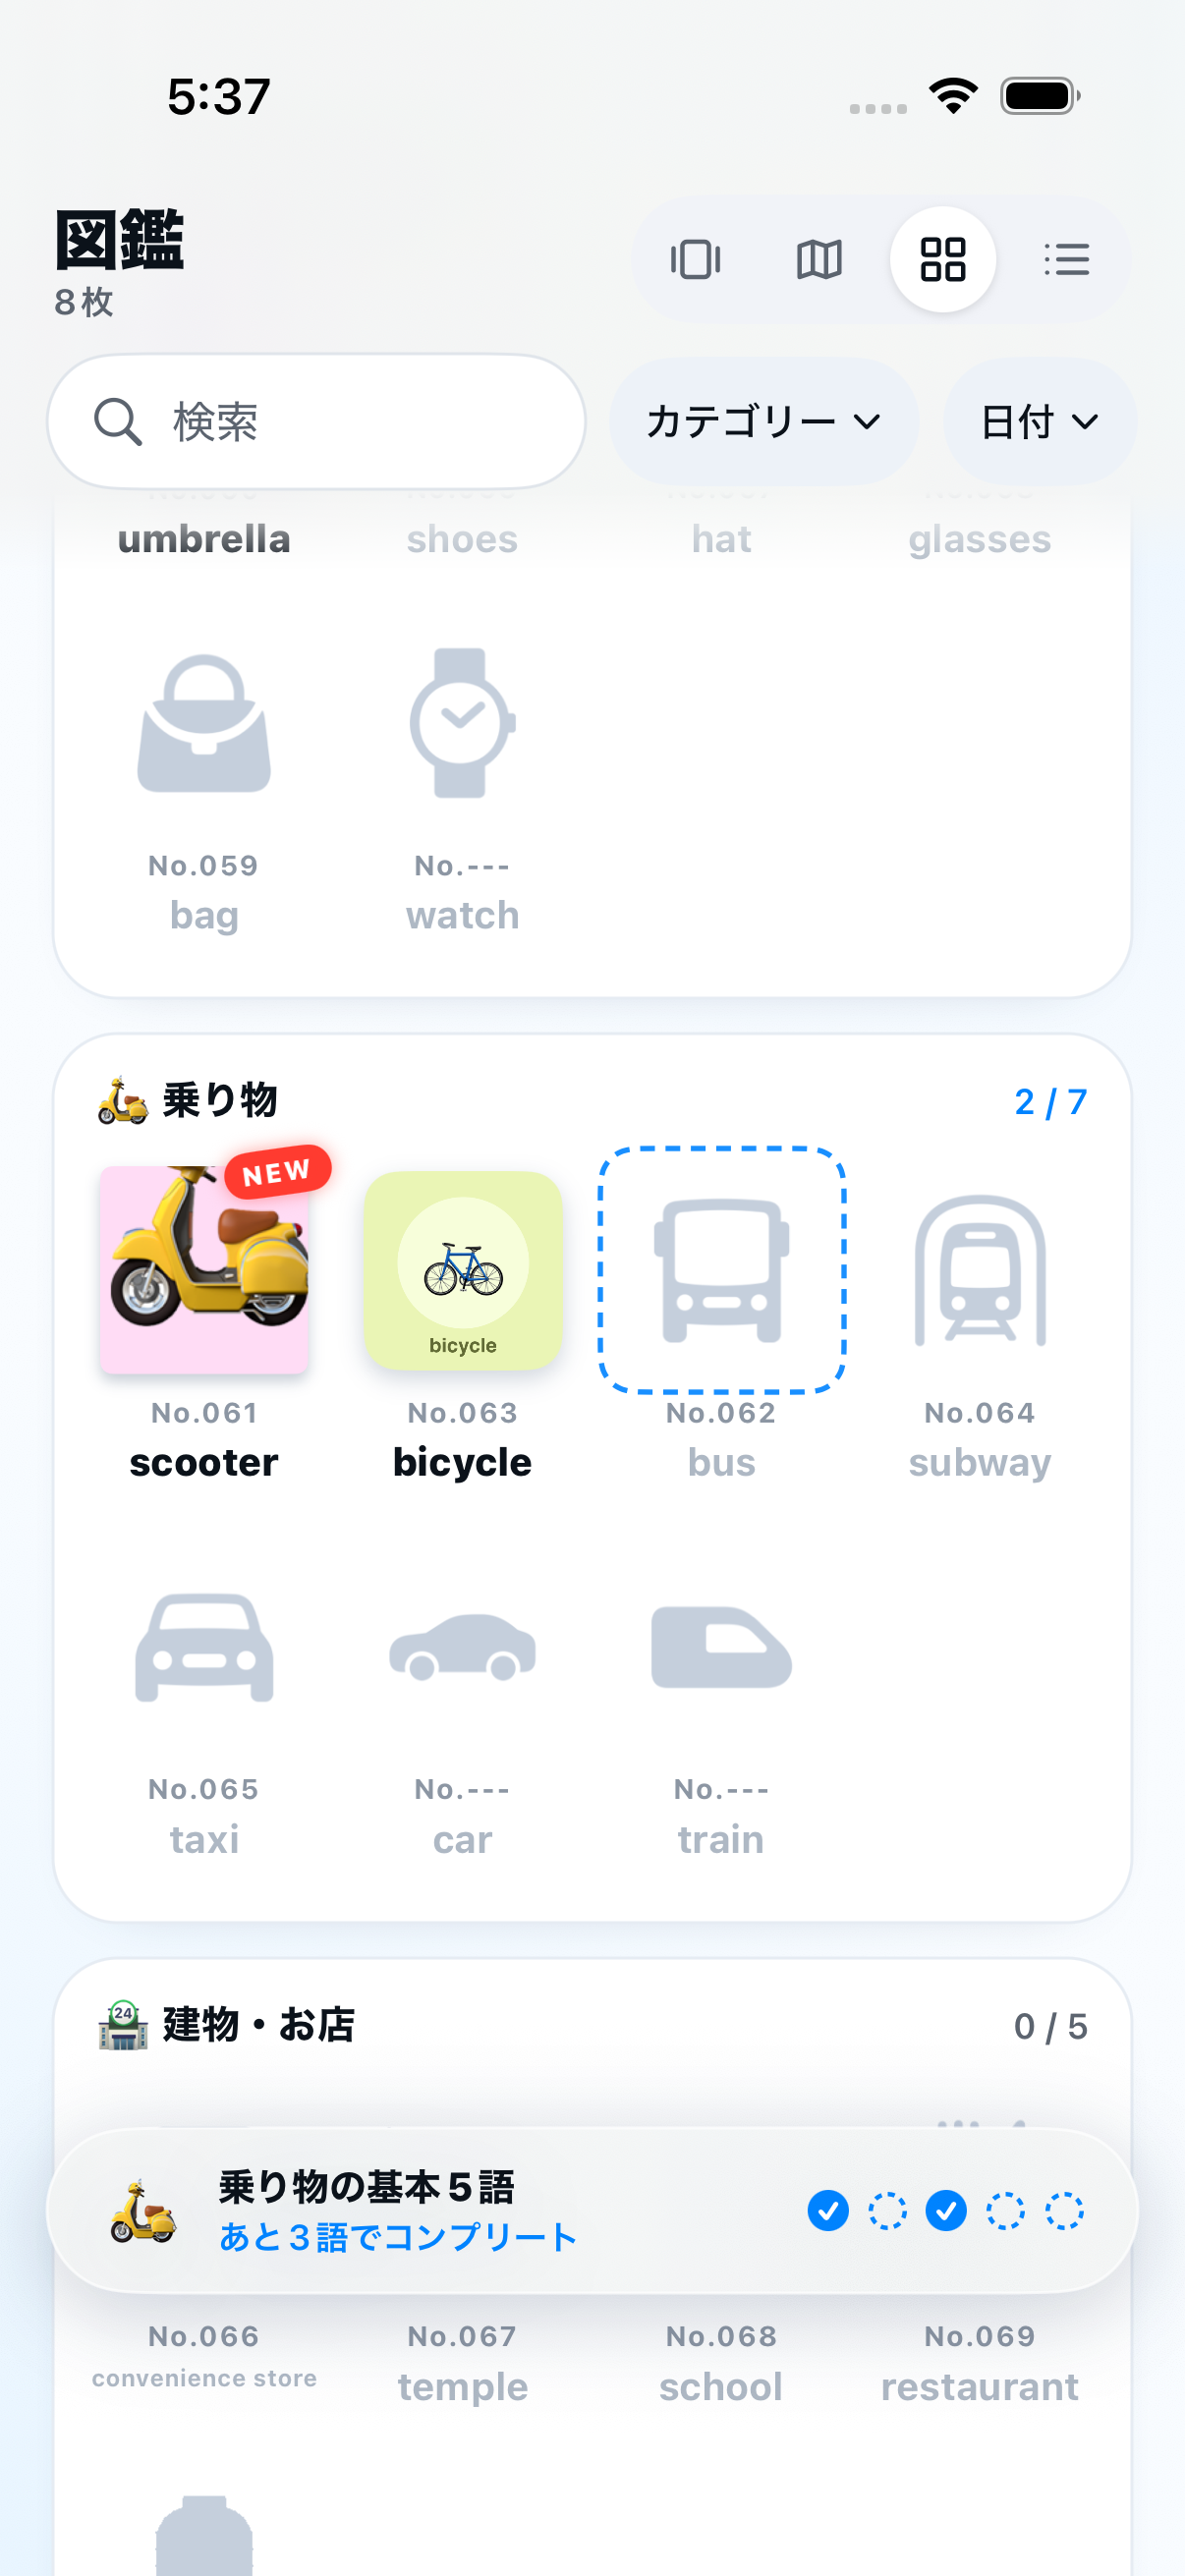 5:37
図鑑
8枚
検索
カテゴリー
日付
umbrella
shoes
hat
glasses
No.059
No.---
bag
watch
乗り物
2 / 7
NEW
bicycle
No.061
No.063
No.062
No.064
scooter
bicycle
bus
subway
No.065
No.---
No.---
taxi
car
train
24
建物・お店
0 / 5
乗り物の基本5語
あと3語でコンプリート
No.066
No.067
No.068
No.069
convenience store
temple
school
restaurant